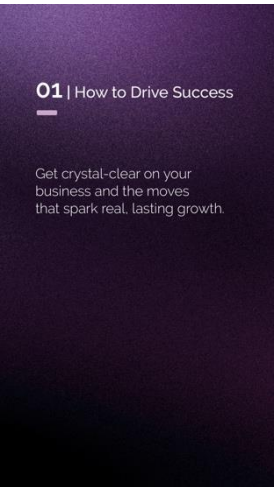 01 | How to Drive Success
Get crystal-clear on your
business and the moves
that spark real, lasting growth.